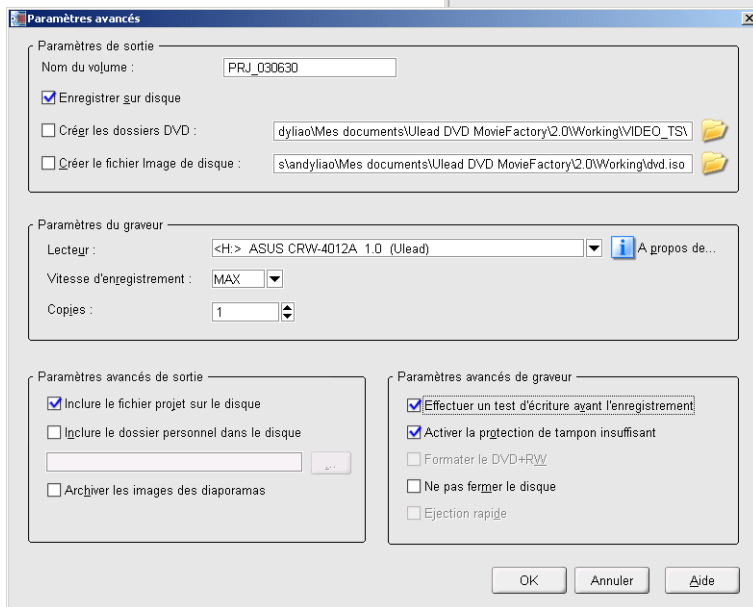 Paramètres avancés
Paramètres de sortie
Nom du volume : PRJ_030630
Enregistrer sur disque
Créer les dossiers DVD : dyliao\Mes documents\Ulead DVD MovieFactory\2.0\Working\VIDEO_TS\
Créer le fichier Image de disque : s\andyliao\Mes documents\Ulead DVD MovieFactory\2.0\Working\dvd.iso
Paramètres du graveur
Lecteur : <H:> ASUS CRW-4012A 1.0 (Ulead) i A propos de...
Vitesse d'enregistrement : MAX
Copies : 1
Paramètres avancés de sortie
Inclure le fichier projet sur le disque
Inclure le dossier personnel dans le disque
...
Archiver les images des diaporamas
Paramètres avancés de graveur
Effectuer un test d'écriture avant l'enregistrement
Activer la protection de tampon insuffisant
Formater le DVD+RW
Ne pas fermer le disque
Ejection rapide
OK Annuler Aide